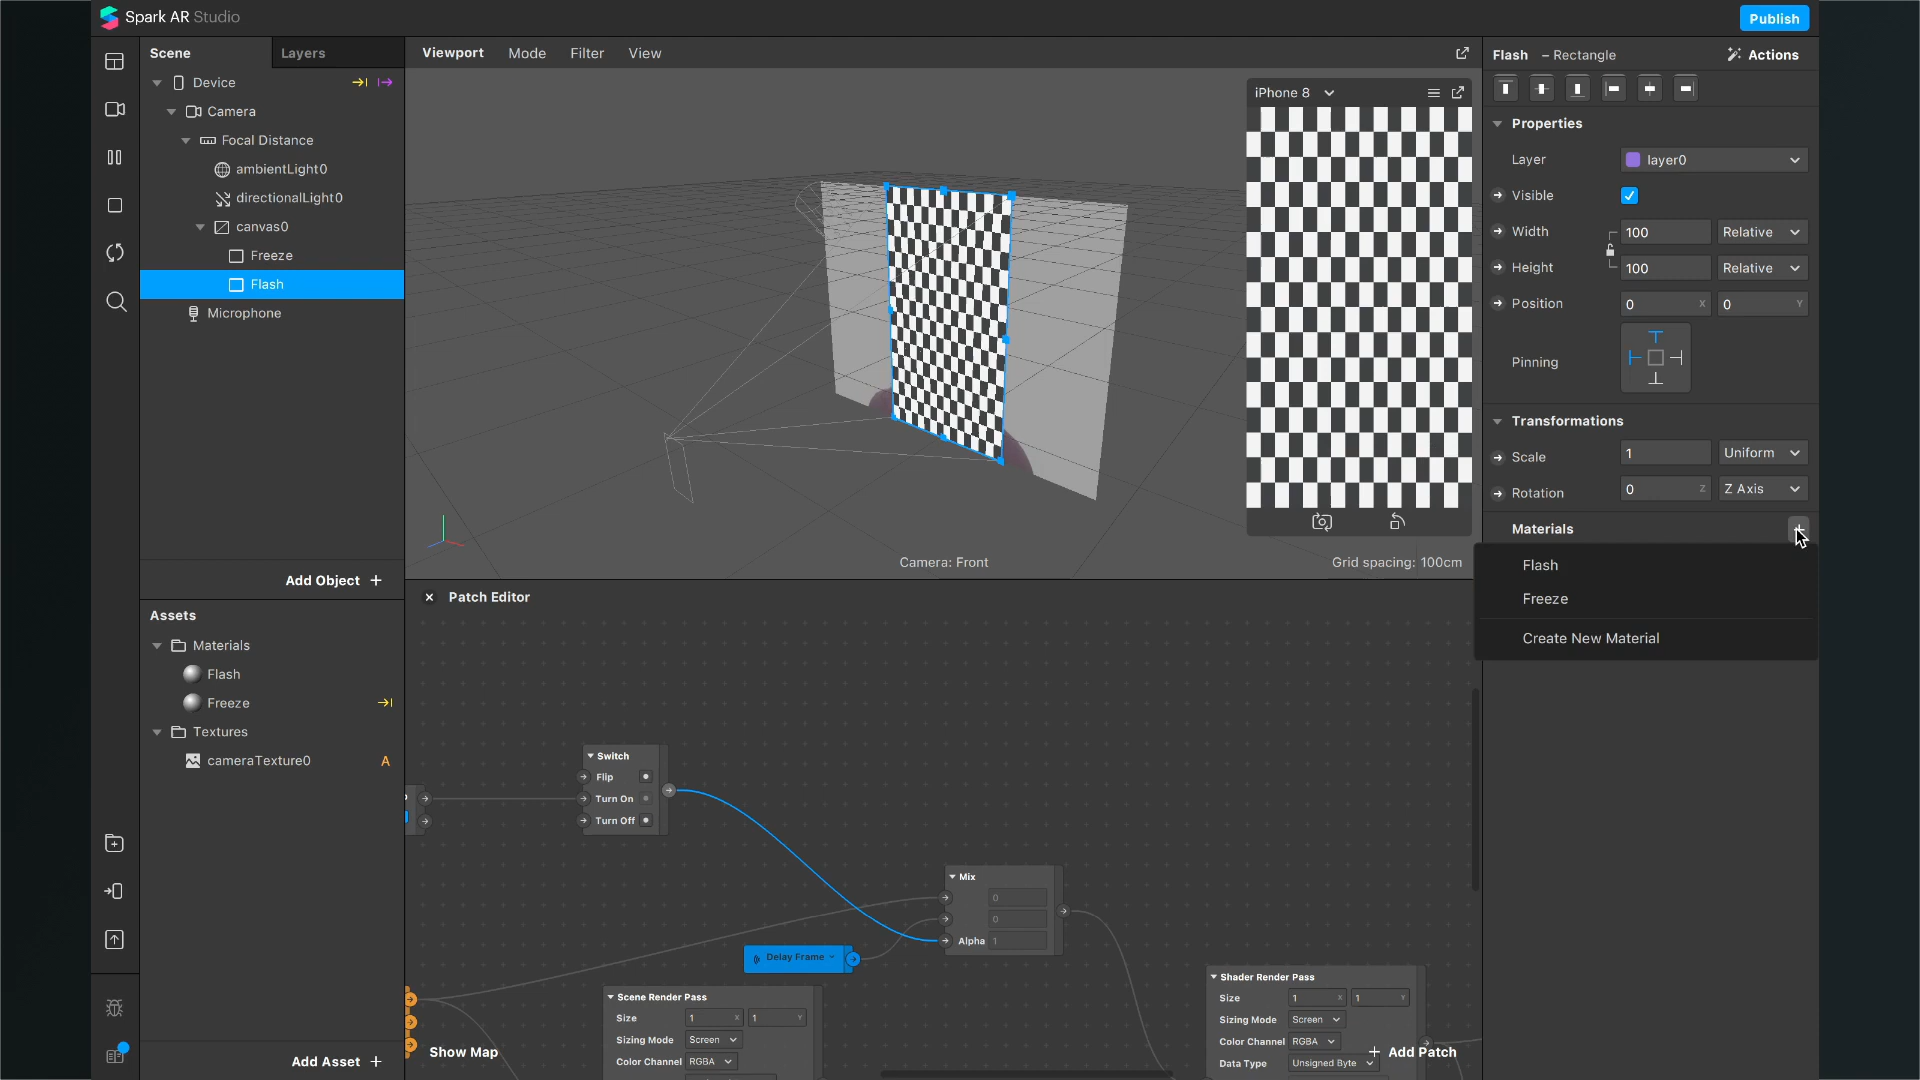 Spark AR Studio
Publish
Scene
Layers
Viewport
Mode
Filter
View
Flash – Rectangle
Actions
Device
Camera
Focal Distance
ambientLight0
directionalLight0
canvas0
Freeze
Flash
Microphone
Add Object +
iPhone 8
Camera: Front
Grid spacing: 100cm
Properties
Layer
layer0
Visible
Width
100
Relative
Height
100
Relative
Position
0 X
0 Y
Pinning
Transformations
Scale
1
Uniform
Rotation
0 Z
Z Axis
Materials
Flash
Freeze
Create New Material
Assets
Materials
Flash
Freeze
Textures
cameraTexture0
A
Add Asset +
Patch Editor
Switch
Flip
Turn On
Turn Off
Mix
0
0
Alpha 1
Delay Frame
Scene Render Pass
Size 1 X 1 Y
Sizing Mode Screen
Color Channel RGBA
Shader Render Pass
Size 1 X 1 Y
Sizing Mode Screen
Color Channel RGBA
Data Type Unsigned Byte
Show Map
+ Add Patch